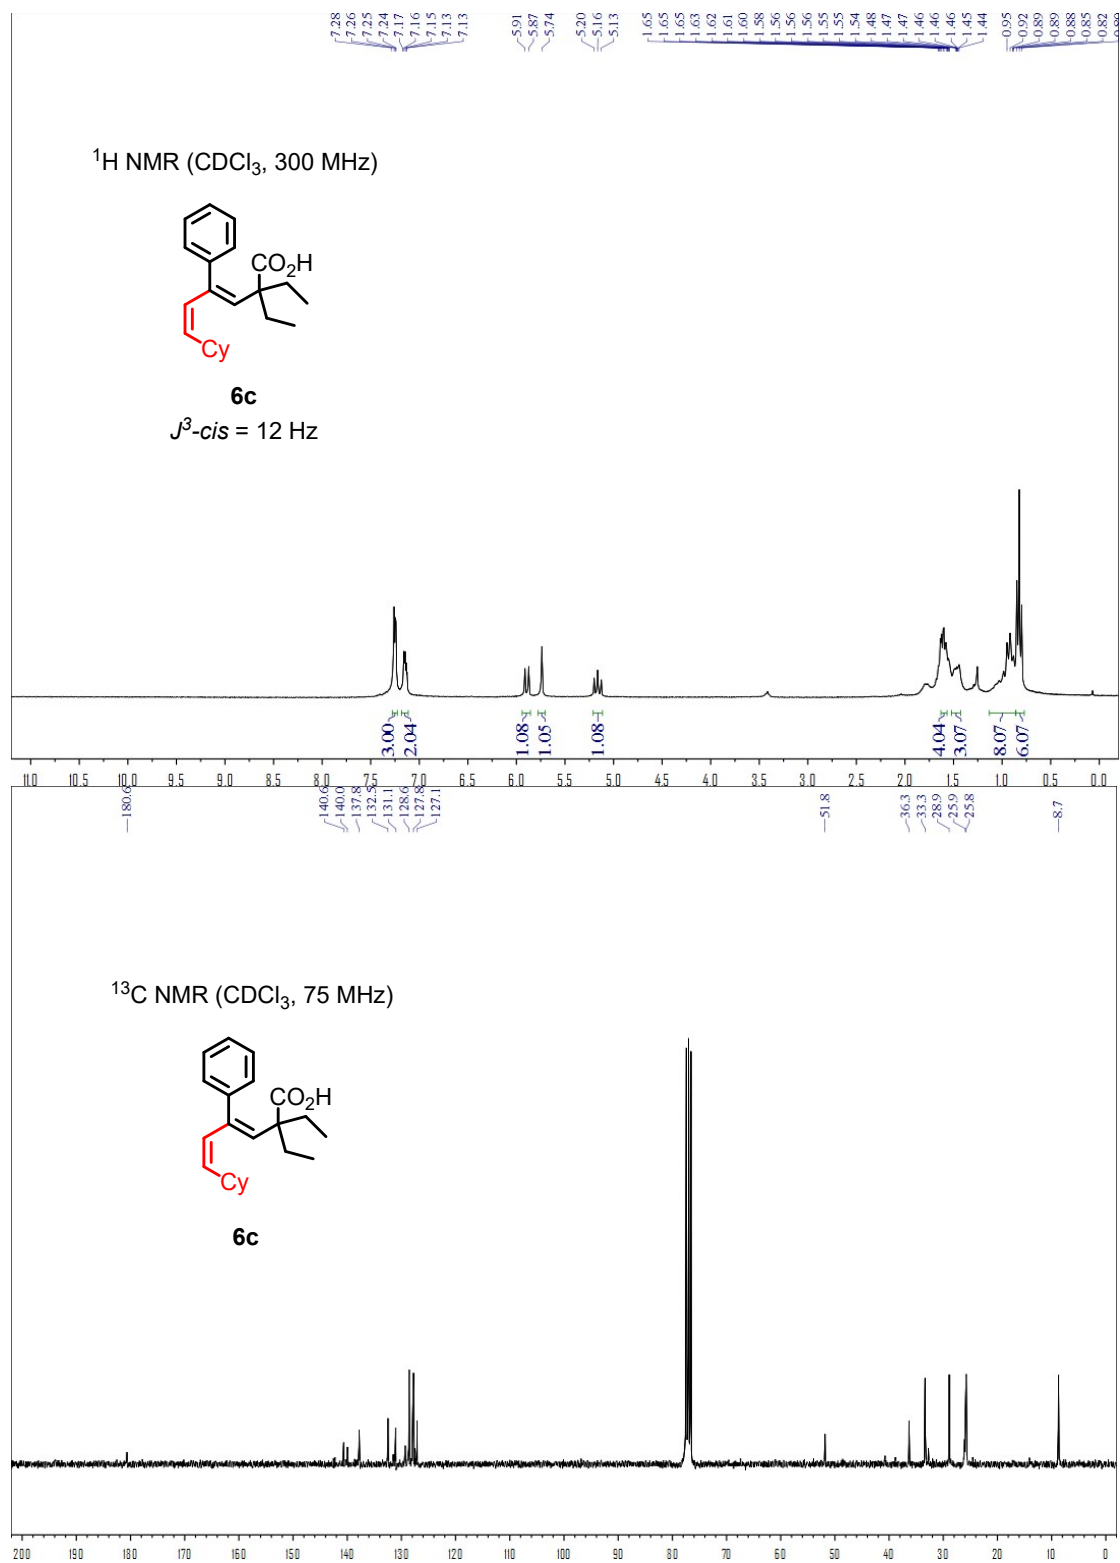 7.28 7.26 7.25 7.24 7.17 7.16 7.15 7.13 7.13 5.91 5.87 5.74 5.20 5.16 5.13 1.65 1.65 1.65 1.63 1.62 1.61 1.60 1.58 1.56 1.56 1.56 1.55 1.55 1.54 1.48 1.47 1.47 1.46 1.46 1.46 1.45 1.44 0.95 0.92 0.89 0.89 0.88 0.85 0.82
¹H NMR (CDCl₃, 300 MHz)
CO₂H
Cy
6c
J³-cis = 12 Hz
3.00 2.04 1.08 1.05 1.08 4.04 3.07 8.07 6.07
11.0 10.5 10.0 9.5 9.0 8.5 8.0 7.5 7.0 6.5 6.0 5.5 5.0 4.5 4.0 3.5 3.0 2.5 2.0 1.5 1.0 0.5 0.0
180.6 140.6 140.0 137.8 132.5 131.1 128.6 127.8 127.1 51.8 36.3 33.3 28.9 25.9 25.8 8.7
¹³C NMR (CDCl₃, 75 MHz)
CO₂H
Cy
6c
200 190 180 170 160 150 140 130 120 110 100 90 80 70 60 50 40 30 20 10 0